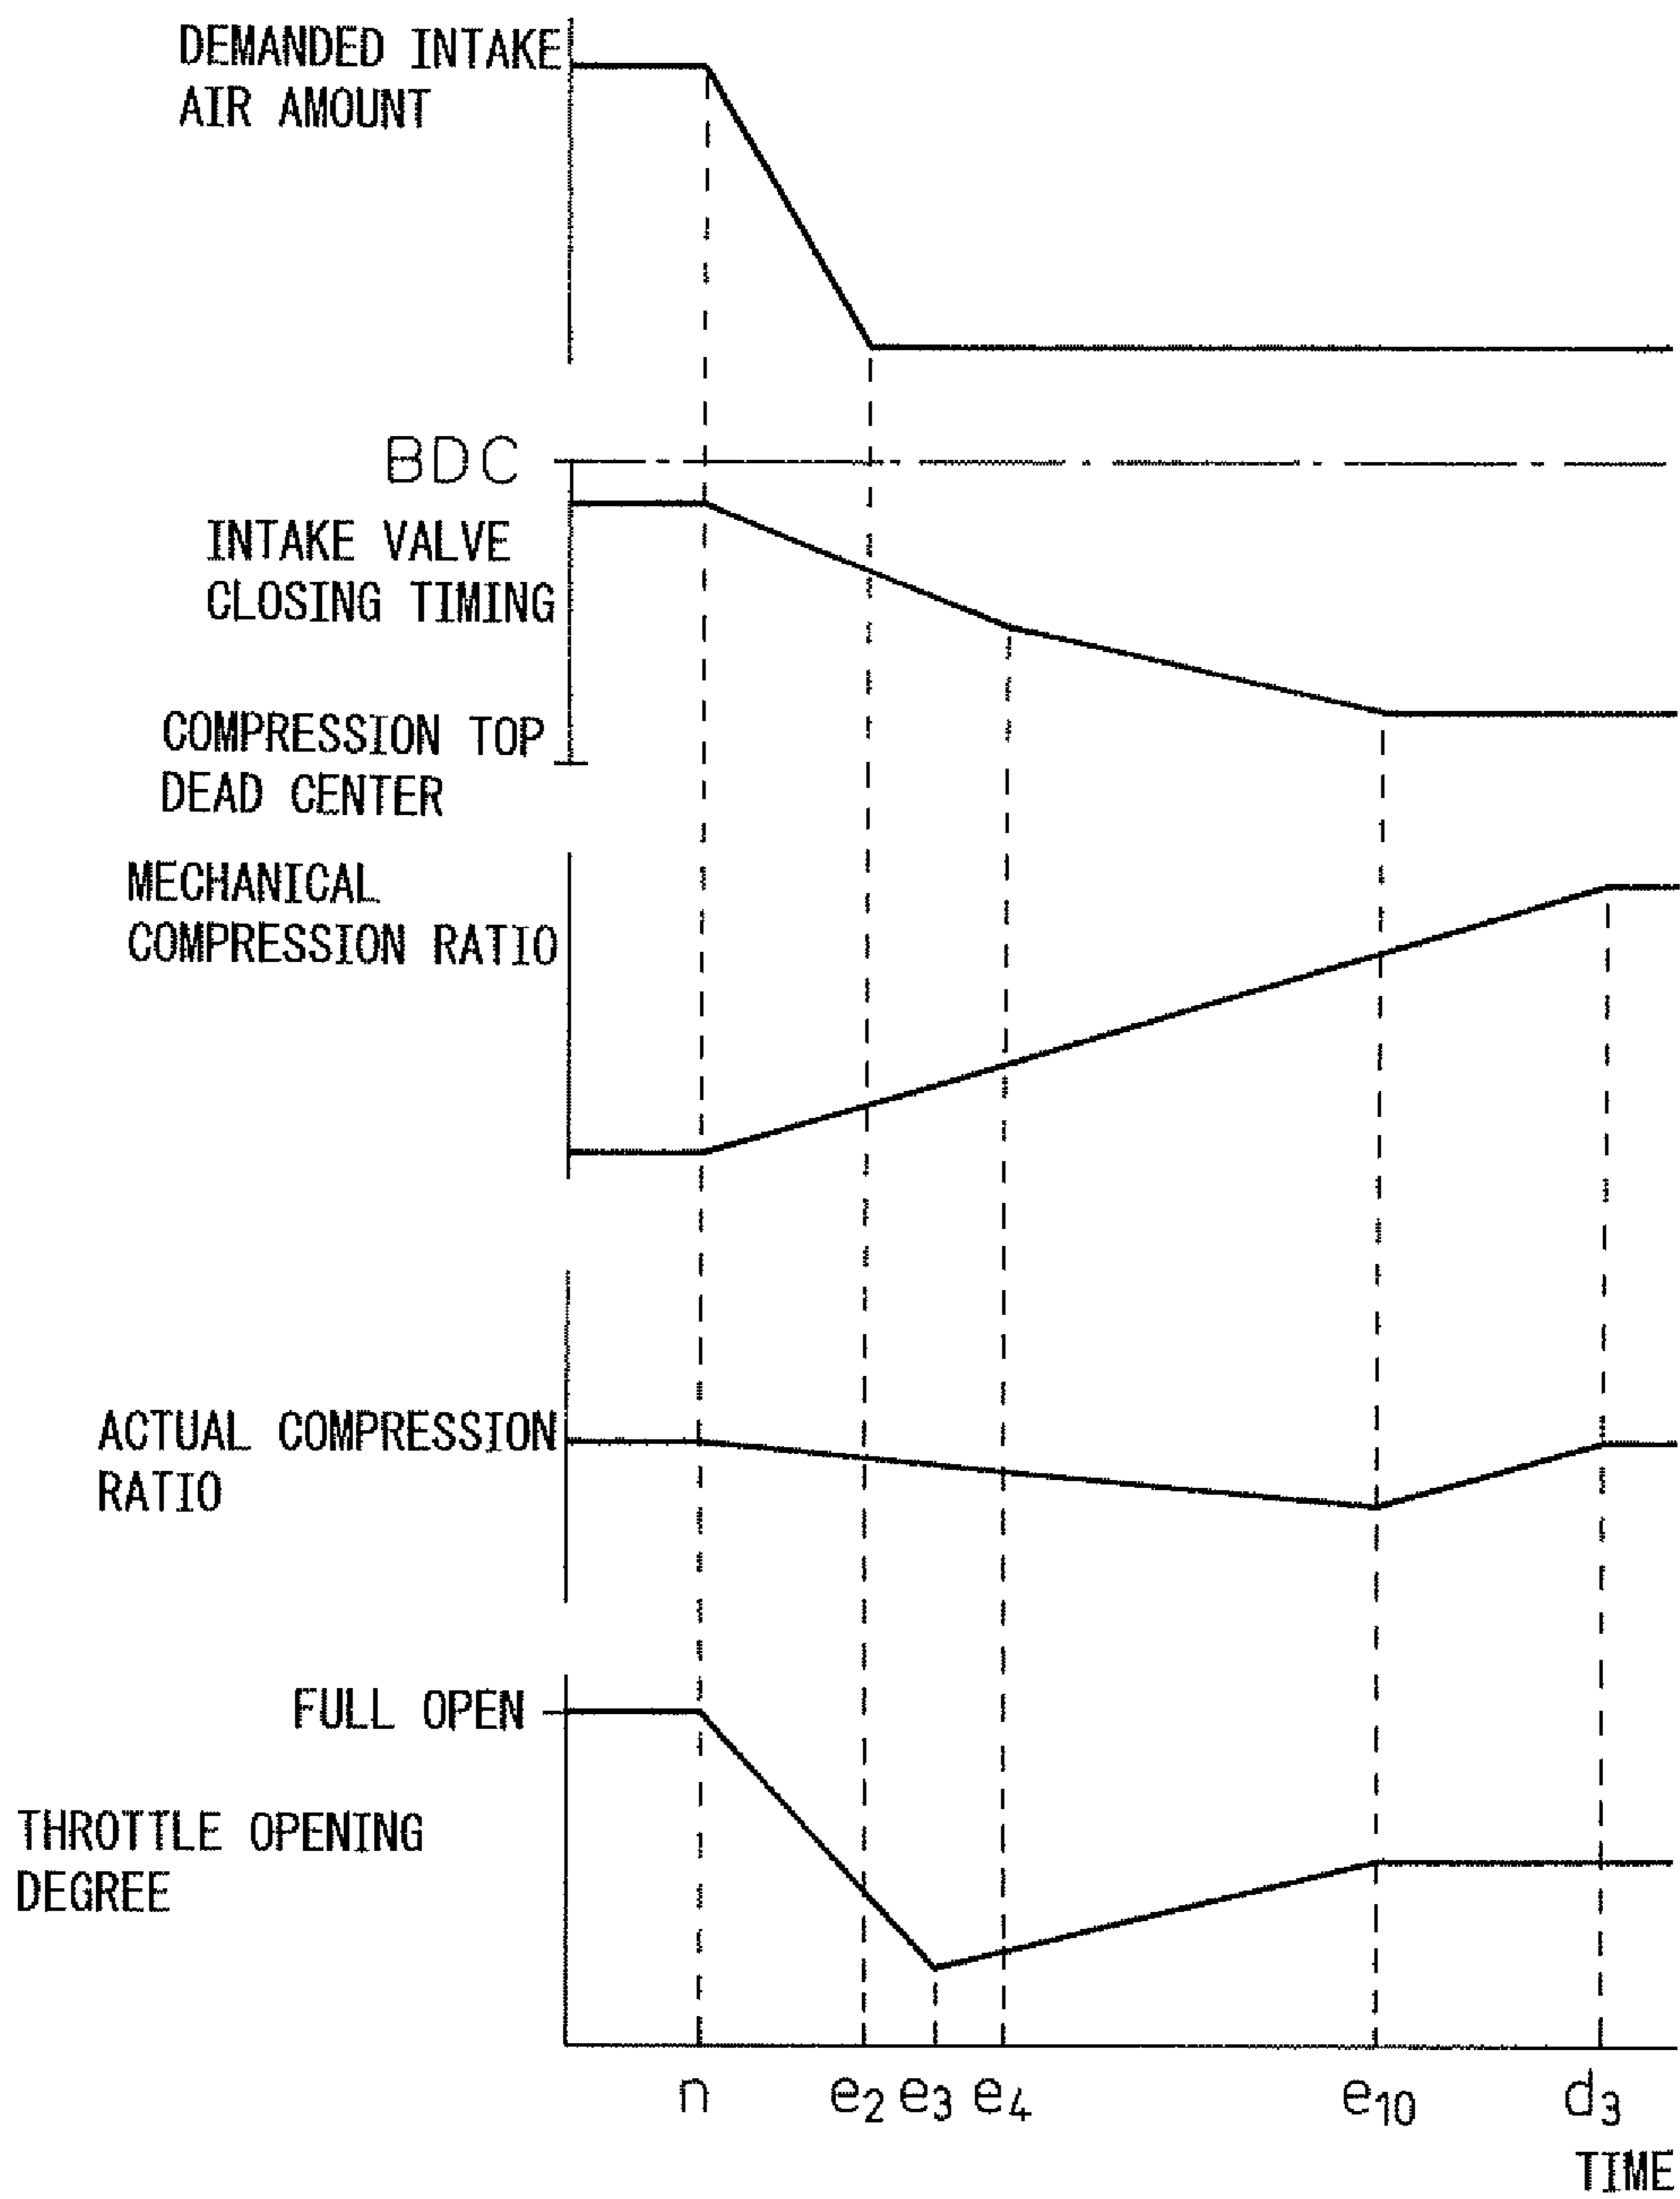 DEMANDED INTAKE
AIR AMOUNT
BDC
INTAKE VALVE
CLOSING TIMING
COMPRESSION TOP
DEAD CENTER
MECHANICAL
COMPRESSION RATIO
ACTUAL COMPRESSION
RATIO
FULL OPEN
THROTTLE OPENING
DEGREE
n e2 e3 e4 e10 d3
TIME